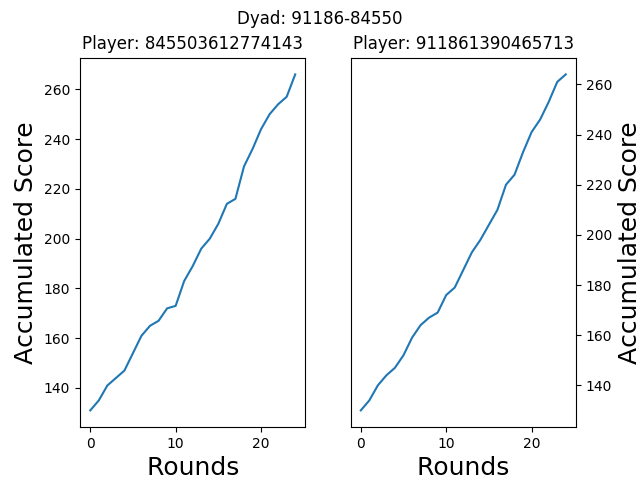 Dyad: 91186-84550
Player: 845503612774143
Player: 911861390465713
260
240
220
200
180
160
140
Accumulated Score
0
10
20
Rounds
260
240
220
200
180
160
140
Accumulated Score
0
10
20
Rounds